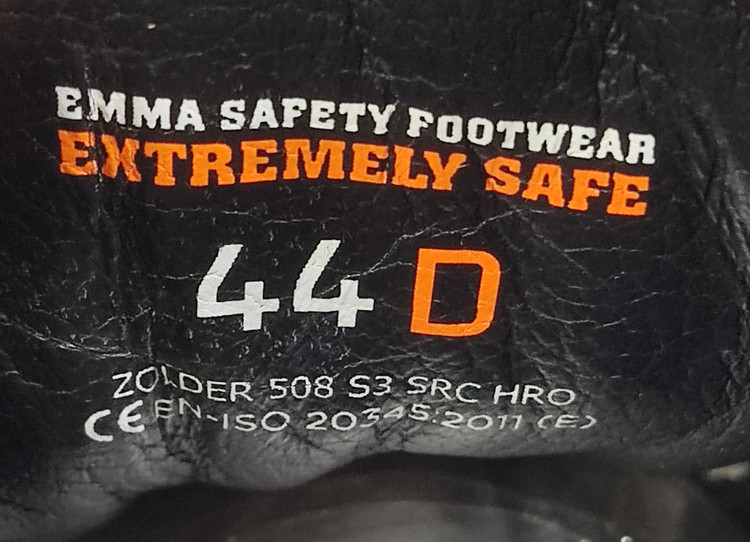 EMMA SAFETY FOOTWEAR
EXTREMELY SAFE
44 D
ZOLDER 508 S3 SRC HRO
CE EN-ISO 20345:2011 (E)